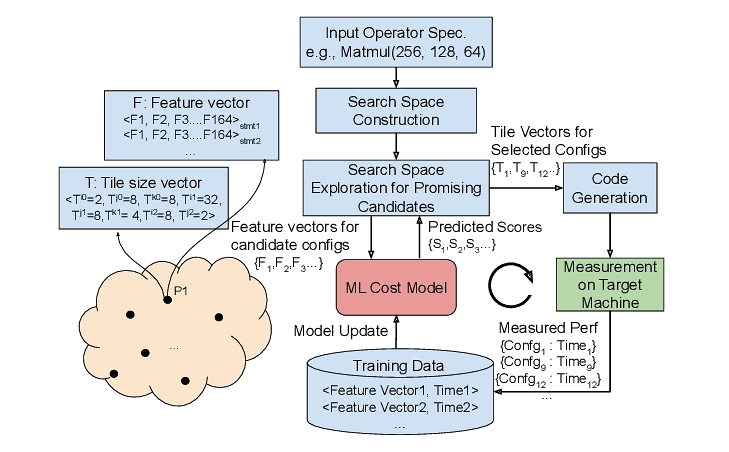 Input Operator Spec.
e.g., Matmul(256, 128, 64)
F: Feature vector
<F1, F2, F3....F164>stmt1
<F1, F2, F3....F164>stmt2
...
Search Space
Construction
T: Tile size vector
<Ti0=2, Tj0=8, Tk0=8, Ti1=32,
Tj1=8,Tk1= 4,Ti2=8, Tj2=2>
Search Space
Exploration for Promising
Candidates
Tile Vectors for
Selected Configs
{T1,T9,T12..}
Code
Generation
Feature vectors for
candidate configs
{F1,F2,F3...}
Predicted Scores
{S1,S2,S3...}
P1
...
ML Cost Model
Measurement
on Target
Machine
Model Update
Measured Perf
{Confg1 : Time1}
{Confg9 : Time9}
{Confg12 : Time12}
...
Training Data
<Feature Vector1, Time1>
<Feature Vector2, Time2>
...